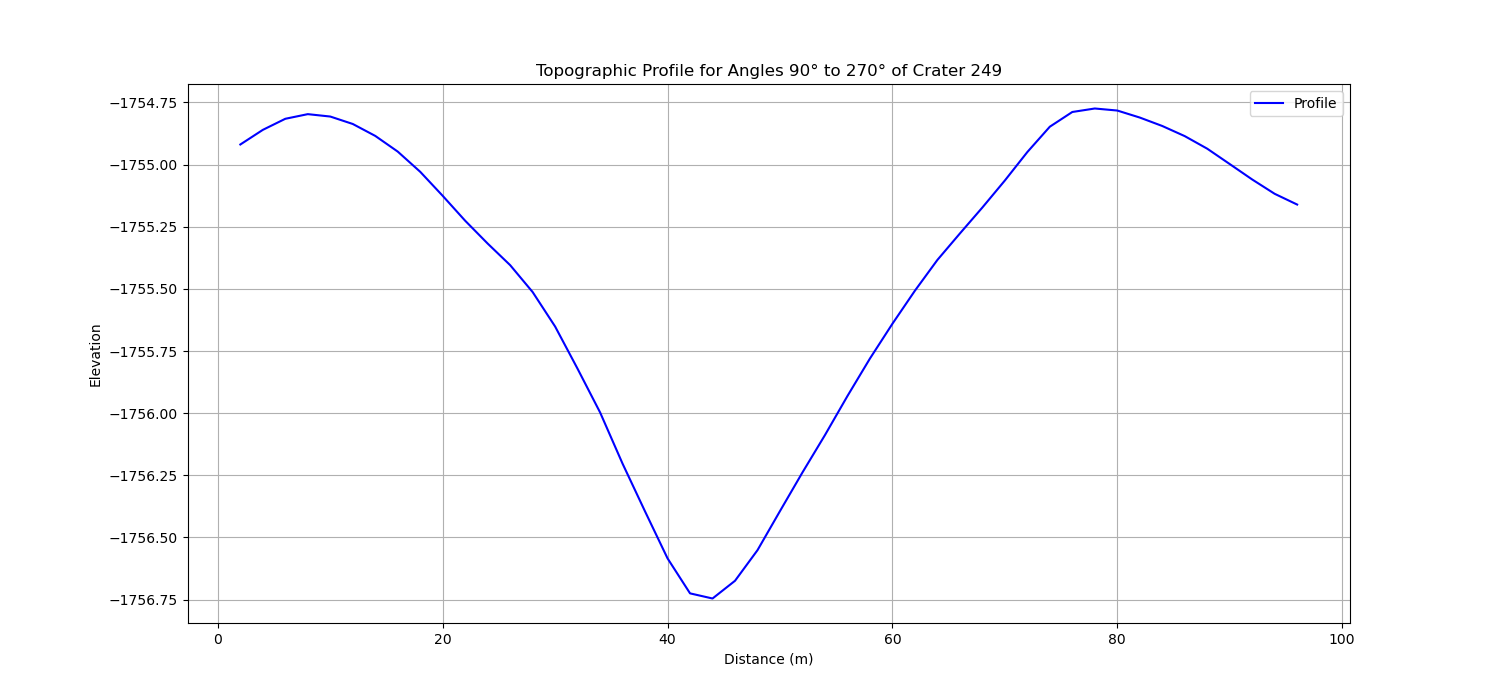 Topographic Profile for Angles 90° to 270° of Crater 249
Profile
−1754.75
−1755.00
−1755.25
−1755.50
−1755.75
−1756.00
−1756.25
−1756.50
−1756.75
Elevation
0 20 40 60 80 100
Distance (m)